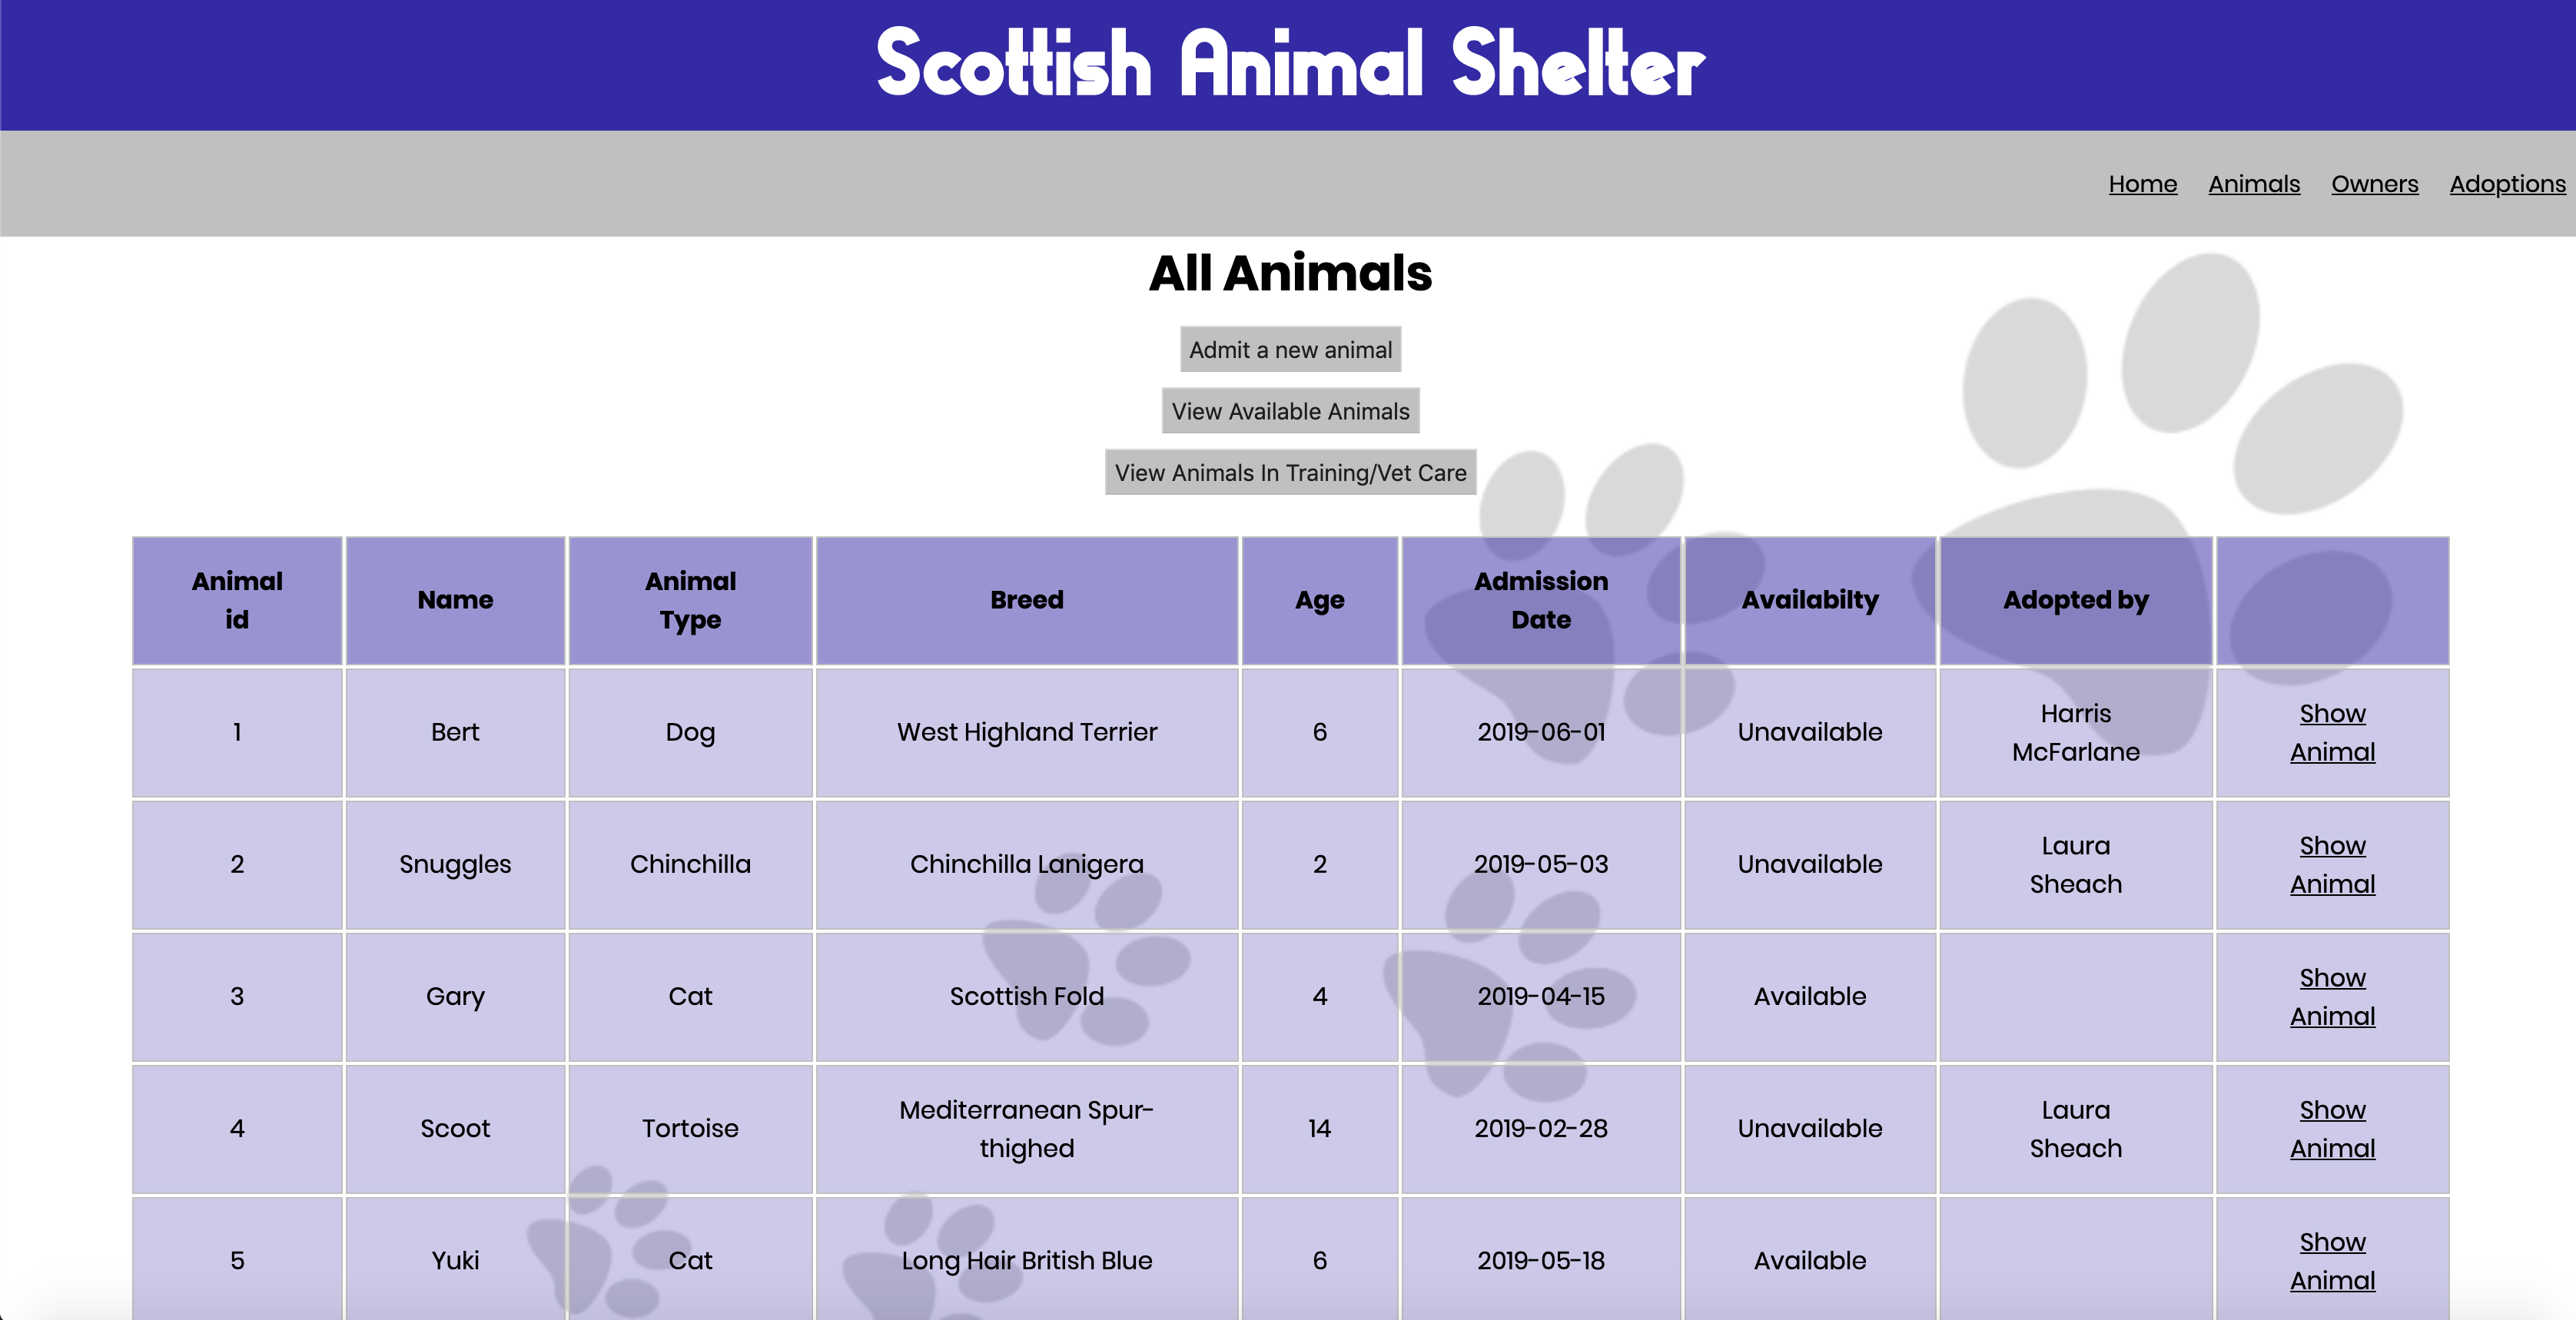 Scottish Animal Shelter
Home Animals Owners Adoptions
All Animals
Admit a new animal
View Available Animals
View Animals In Training/Vet Care
Animal id Name Animal Type Breed Age Admission Date Availabilty Adopted by
1 Bert Dog West Highland Terrier 6 2019-06-01 Unavailable Harris McFarlane Show Animal
2 Snuggles Chinchilla Chinchilla Lanigera 2 2019-05-03 Unavailable Laura Sheach Show Animal
3 Gary Cat Scottish Fold 4 2019-04-15 Available Show Animal
4 Scoot Tortoise Mediterranean Spur-thighed 14 2019-02-28 Unavailable Laura Sheach Show Animal
5 Yuki Cat Long Hair British Blue 6 2019-05-18 Available Show Animal